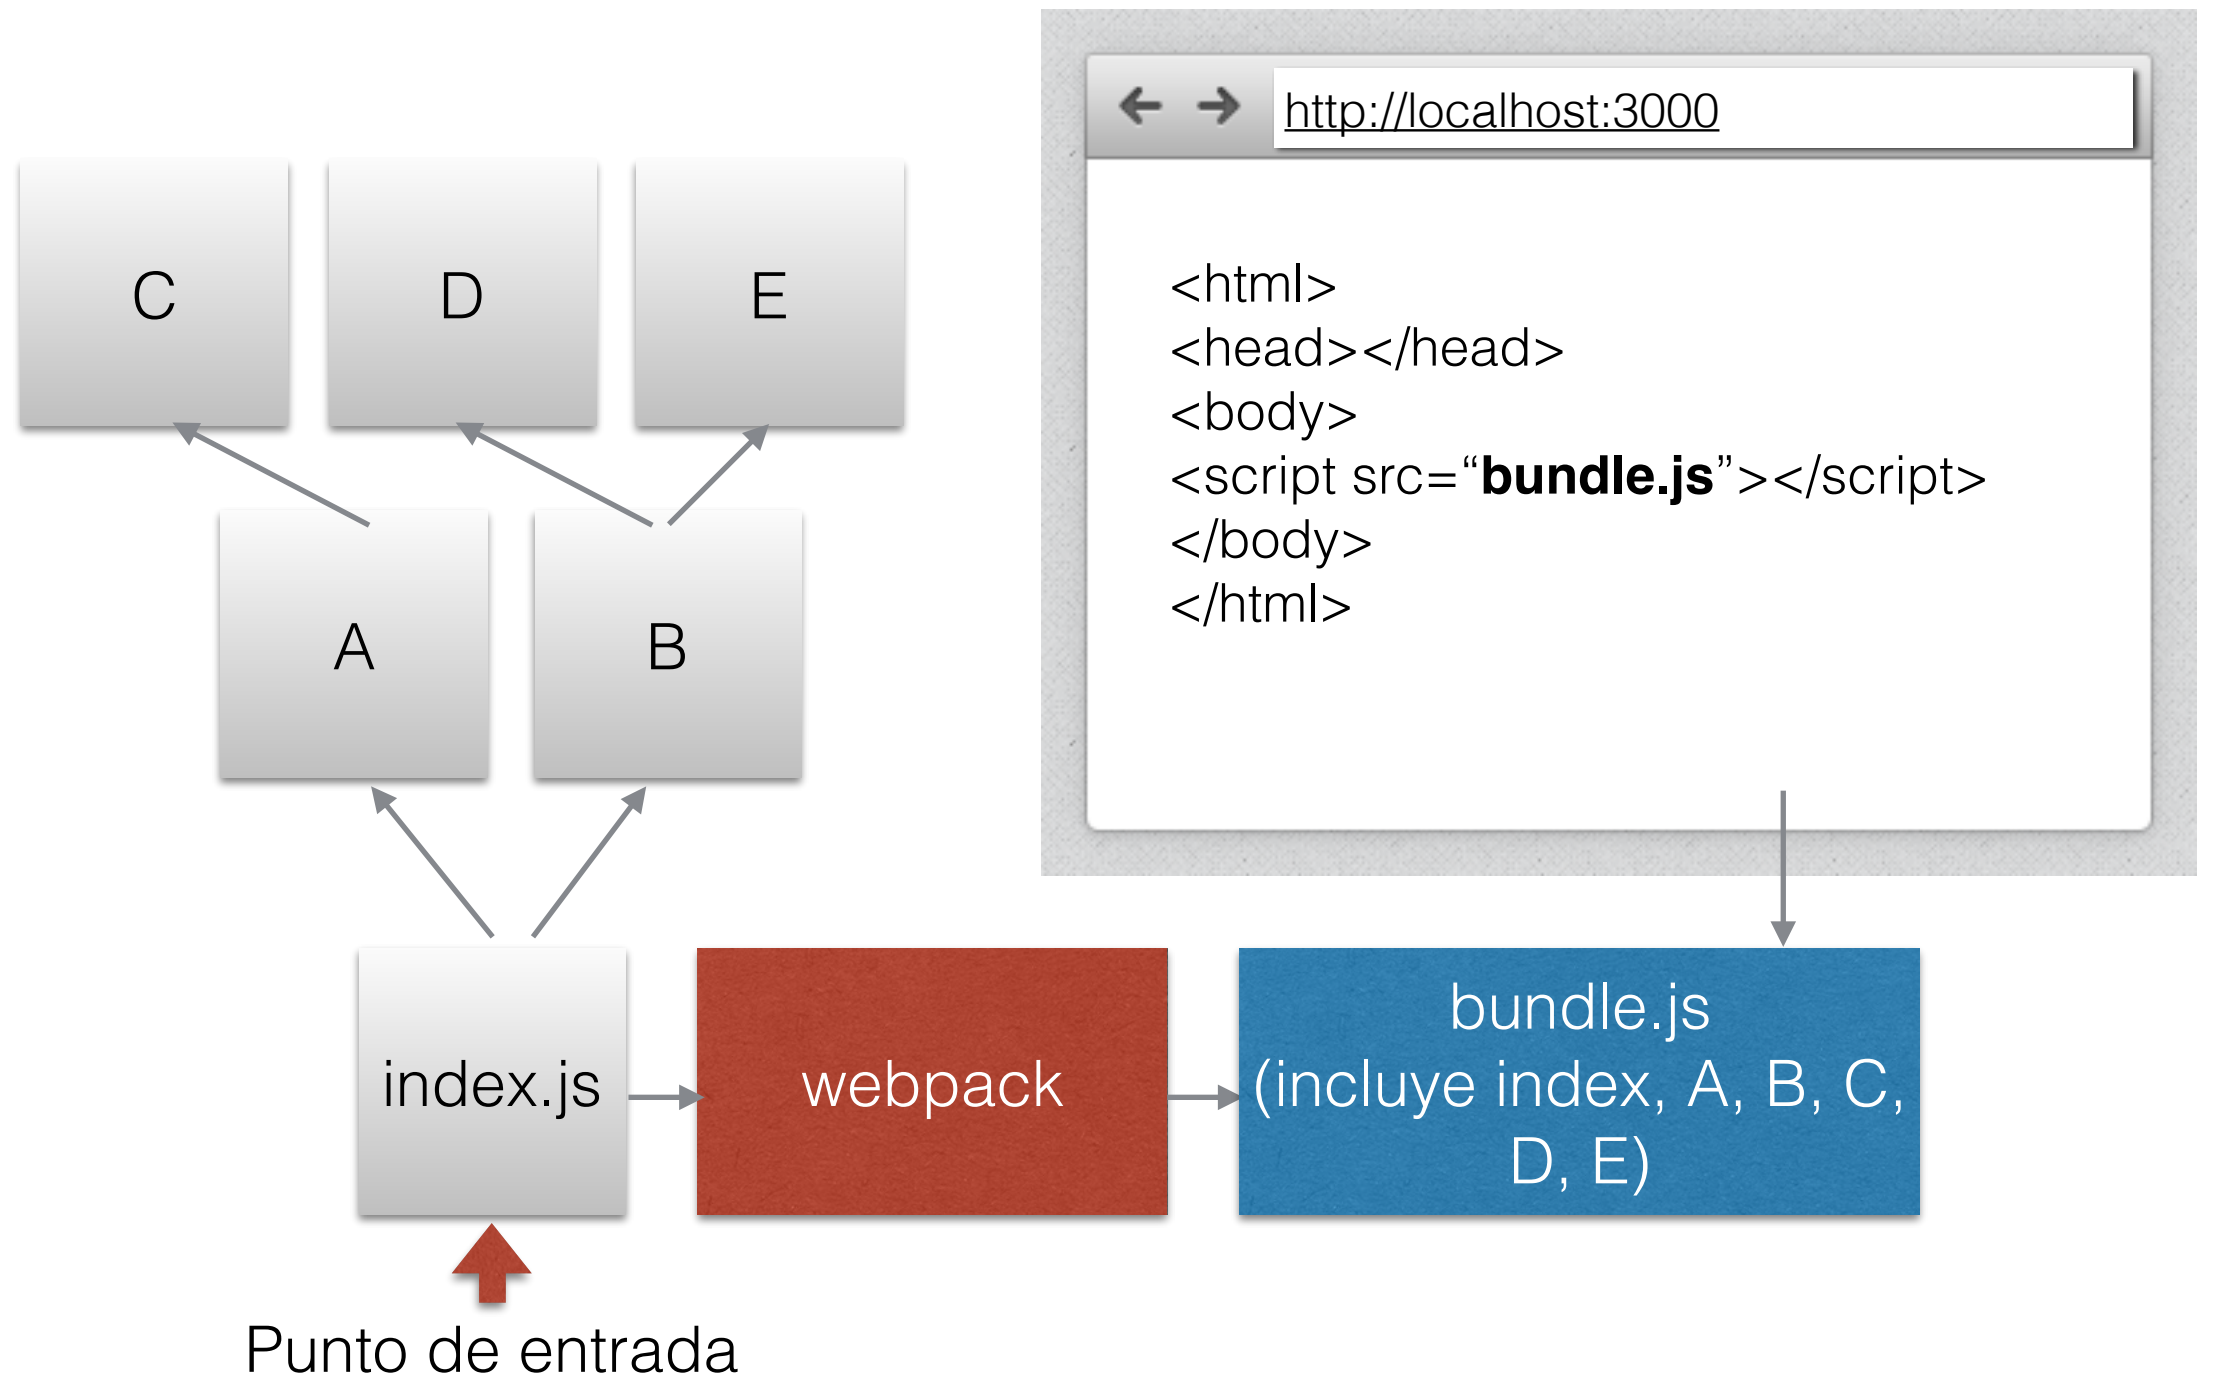 http://localhost:3000
C
D
E
<html>
<head></head>
<body>
<script src=“bundle.js”></script>
</body>
</html>
A
B
index.js
webpack
bundle.js
(incluye index, A, B, C,
D, E)
Punto de entrada